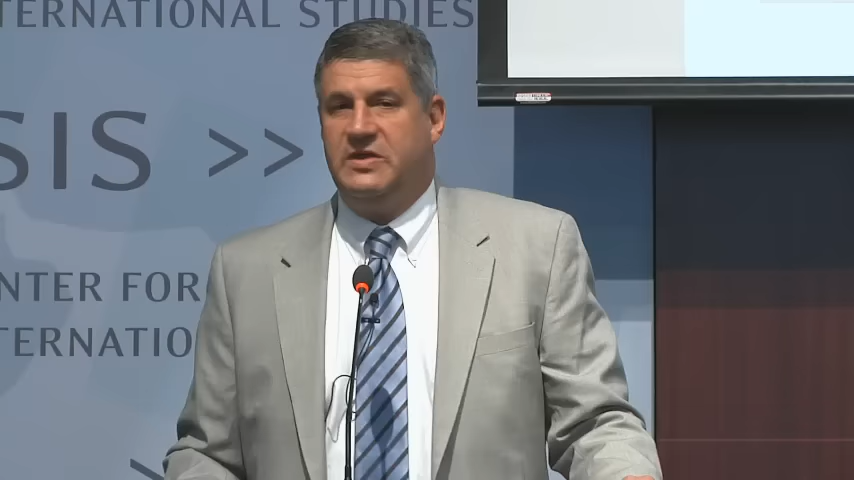 TERNATIONAL STUDIES
SIS >>
NTER FOR
TERNATIO
>